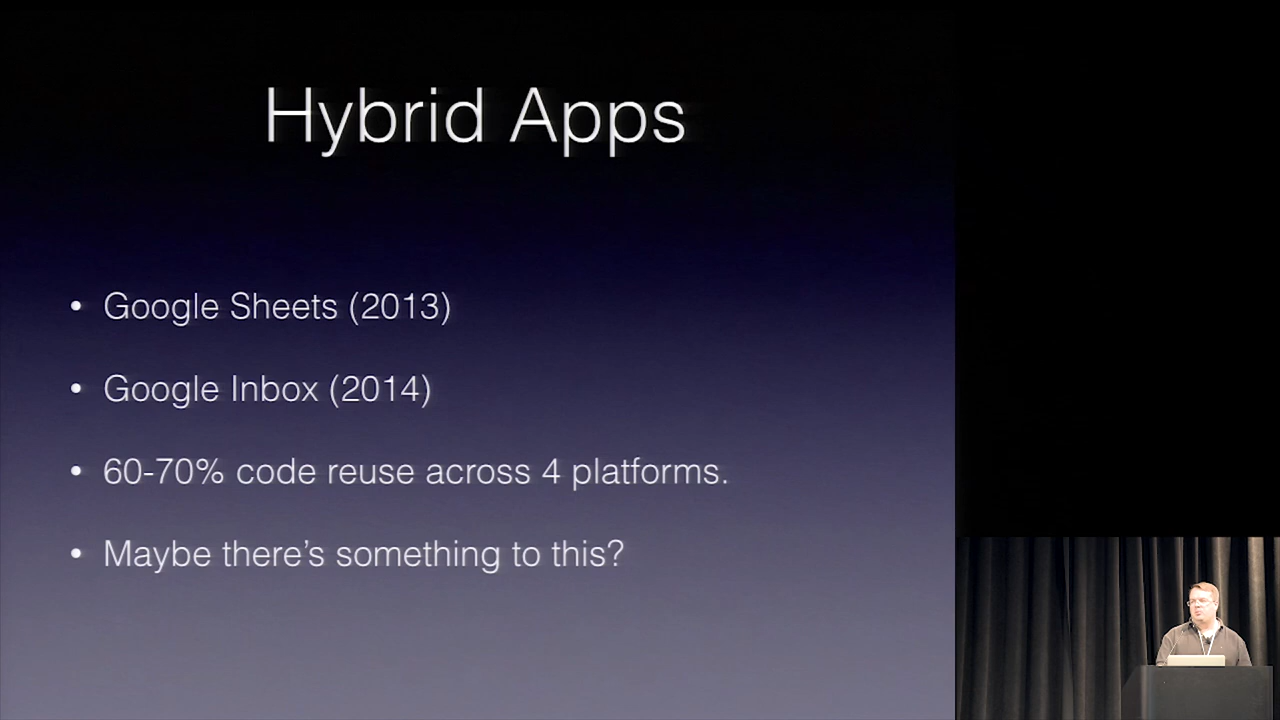 Hybrid Apps
• Google Sheets (2013)
• Google Inbox (2014)
• 60-70% code reuse across 4 platforms.
• Maybe there’s something to this?